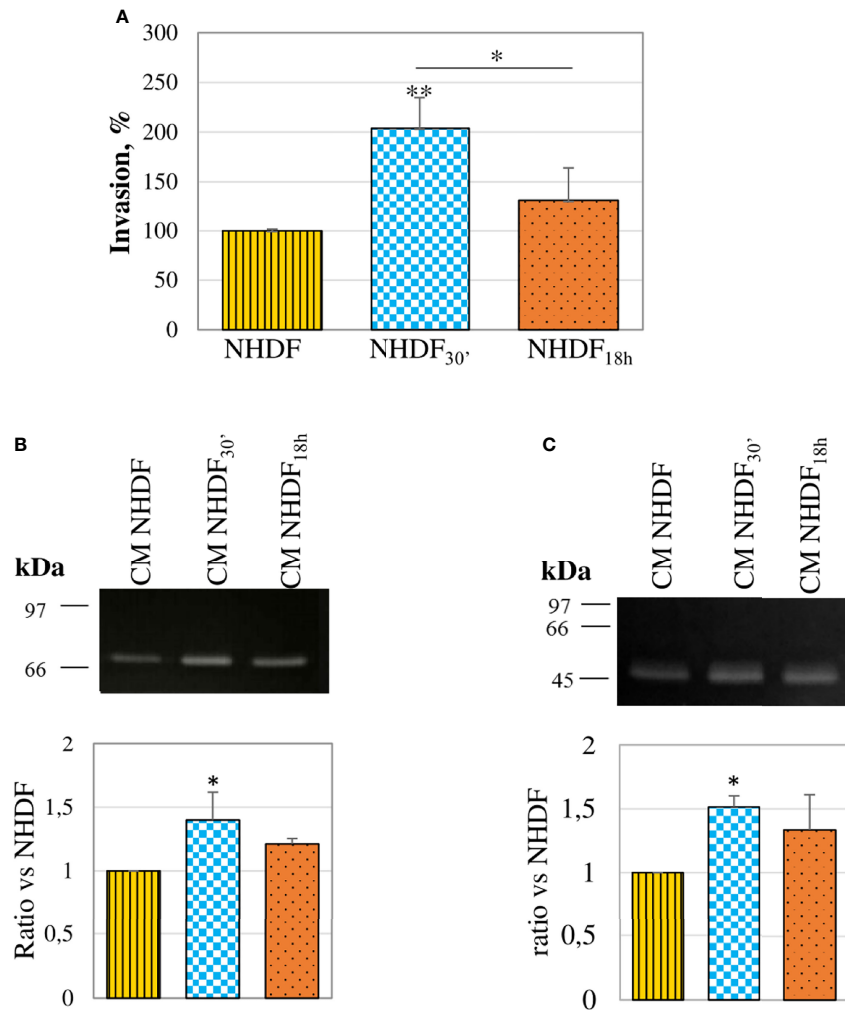 A
300
250
200
150
100
50
0
Invasion, %
*
**
NHDF
NHDF30'
NHDF18h
B
CM NHDF
CM NHDF30'
CM NHDF18h
kDa
97
66
2
1,5
1
0,5
0
Ratio vs NHDF
*
C
CM NHDF
CM NHDF30'
CM NHDF18h
kDa
97
66
45
2
1,5
1
0,5
0
ratio vs NHDF
*